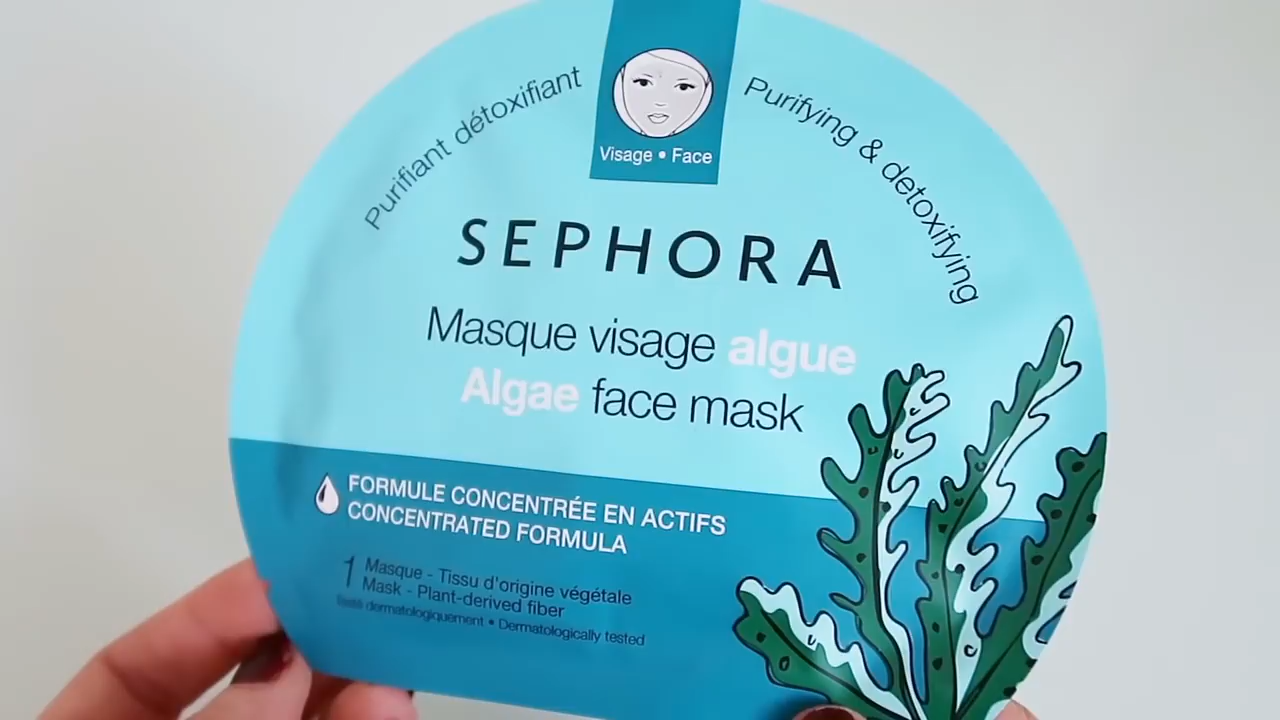 Visage • Face
Purifiant détoxifiant
Purifying & detoxifying
SEPHORA
Masque visage algue
Algae face mask
FORMULE CONCENTRÉE EN ACTIFS
CONCENTRATED FORMULA
1 Masque - Tissu d'origine végétale
Mask - Plant-derived fiber
Testé dermatologiquement • Dermatologically tested